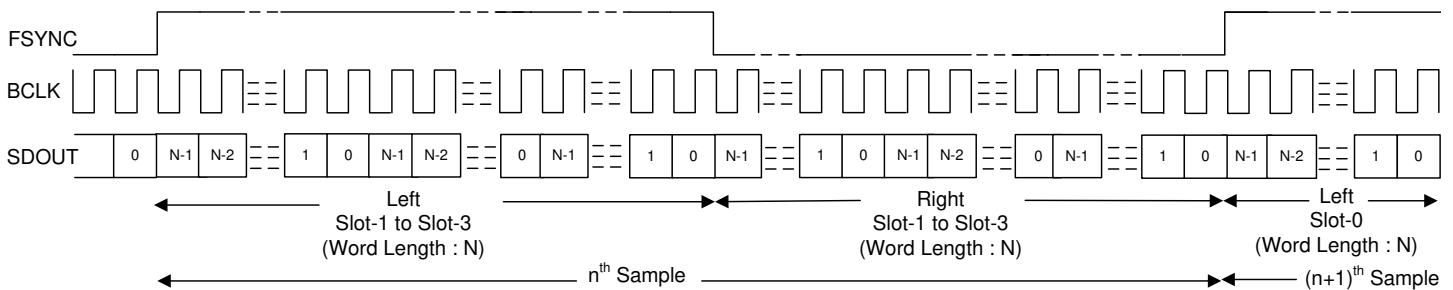 FSYNC
BCLK
SDOUT 0 N-1 N-2 1 0 N-1 N-2 0 N-1 1 0 N-1 1 0 N-1 N-2 0 N-1 1 0 N-1 N-2 1 0
Left
Slot-1 to Slot-3
(Word Length : N)
Right
Slot-1 to Slot-3
(Word Length : N)
Left
Slot-0
(Word Length : N)
nth Sample
(n+1)th Sample